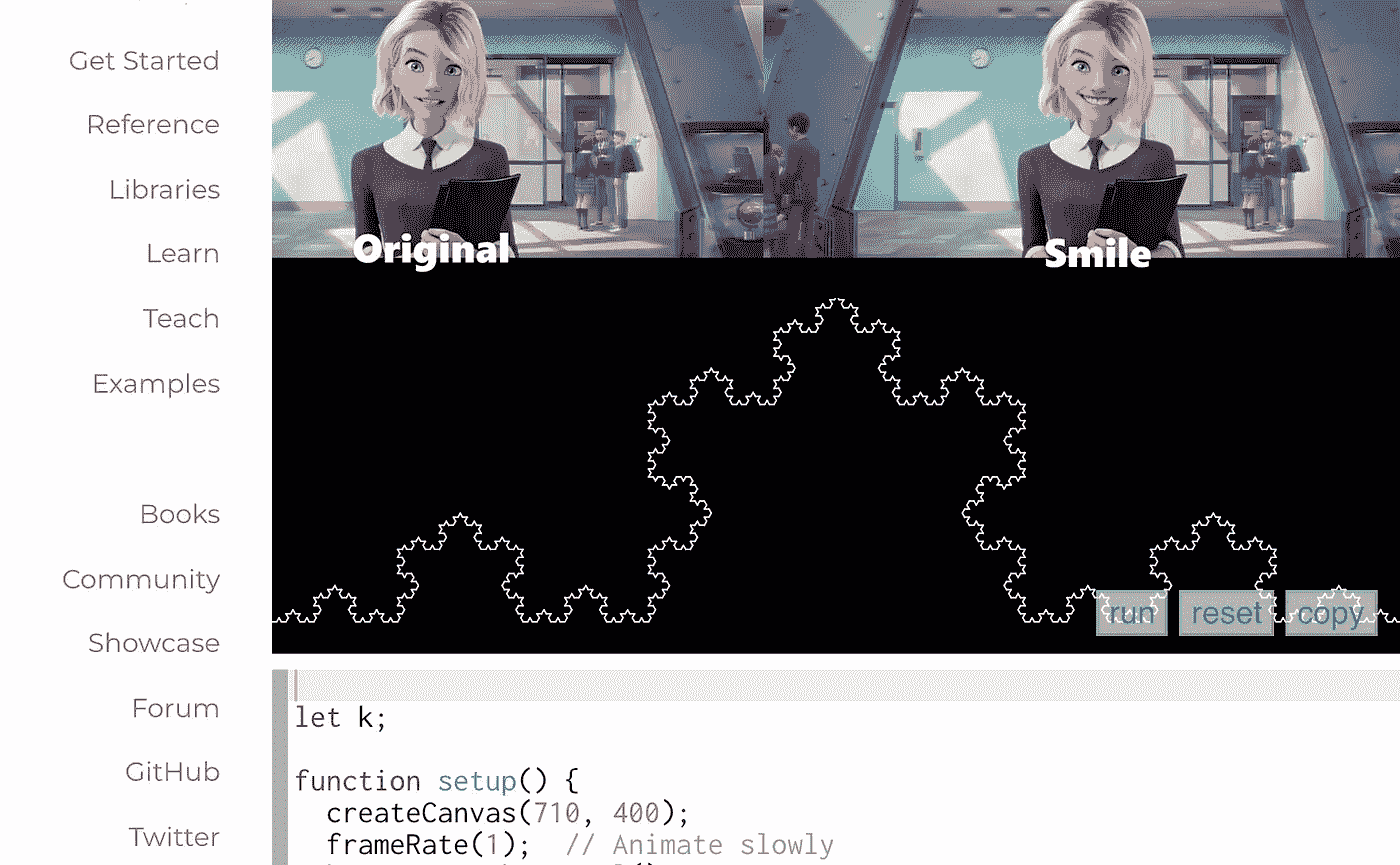 Get Started
Reference
Libraries
Learn
Teach
Examples
Books
Community
Showcase
Forum
GitHub
Twitter
Original
Smile
run reset copy
let k;
function setup() {
createCanvas(710, 400);
frameRate(1);  // Animate slowly